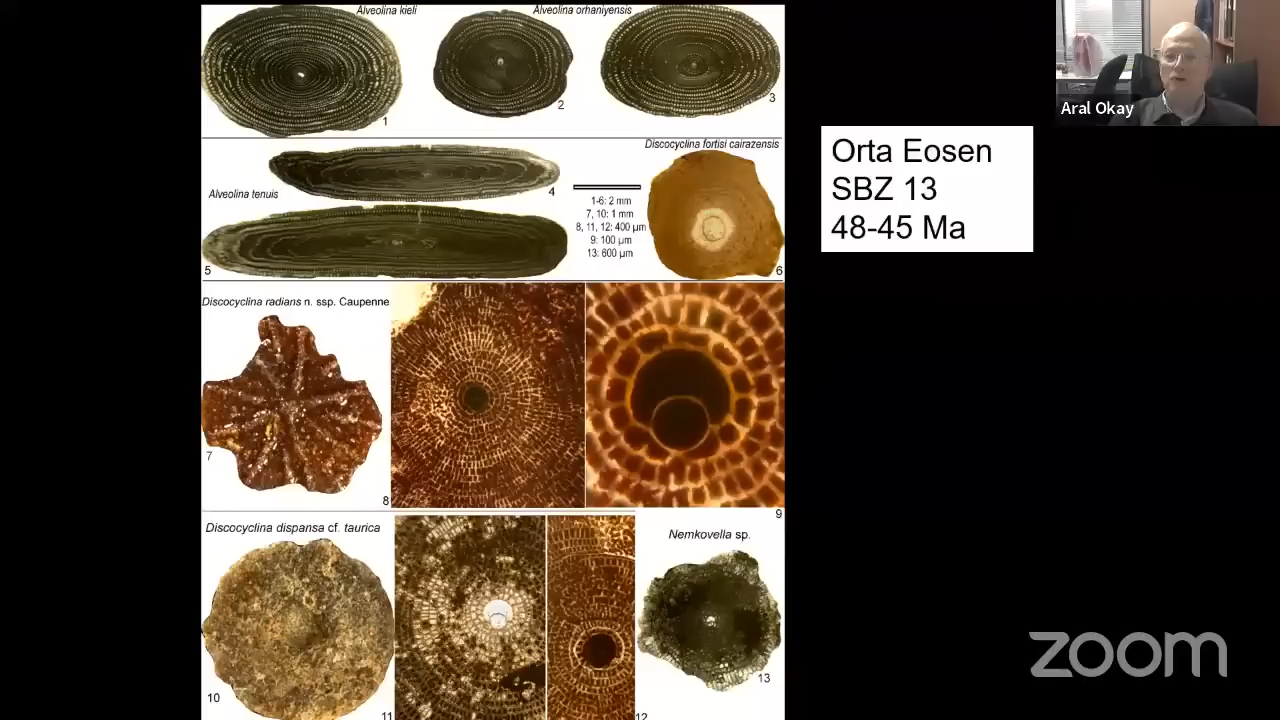 Alveolina kieli
Alveolina orhaniyensis
1
2
3
Alveolina tenuis
4
5
1-6: 2 mm
7, 10: 1 mm
8, 11, 12: 400 µm
9: 100 µm
13: 600 µm
Discocyclina fortisi cairazensis
6
Discocyclina radians n. ssp. Caupenne
7
8
9
Discocyclina dispansa cf. taurica
10
11
12
Nemkovella sp.
13
Orta Eosen
SBZ 13
48-45 Ma
Aral Okay
zoom